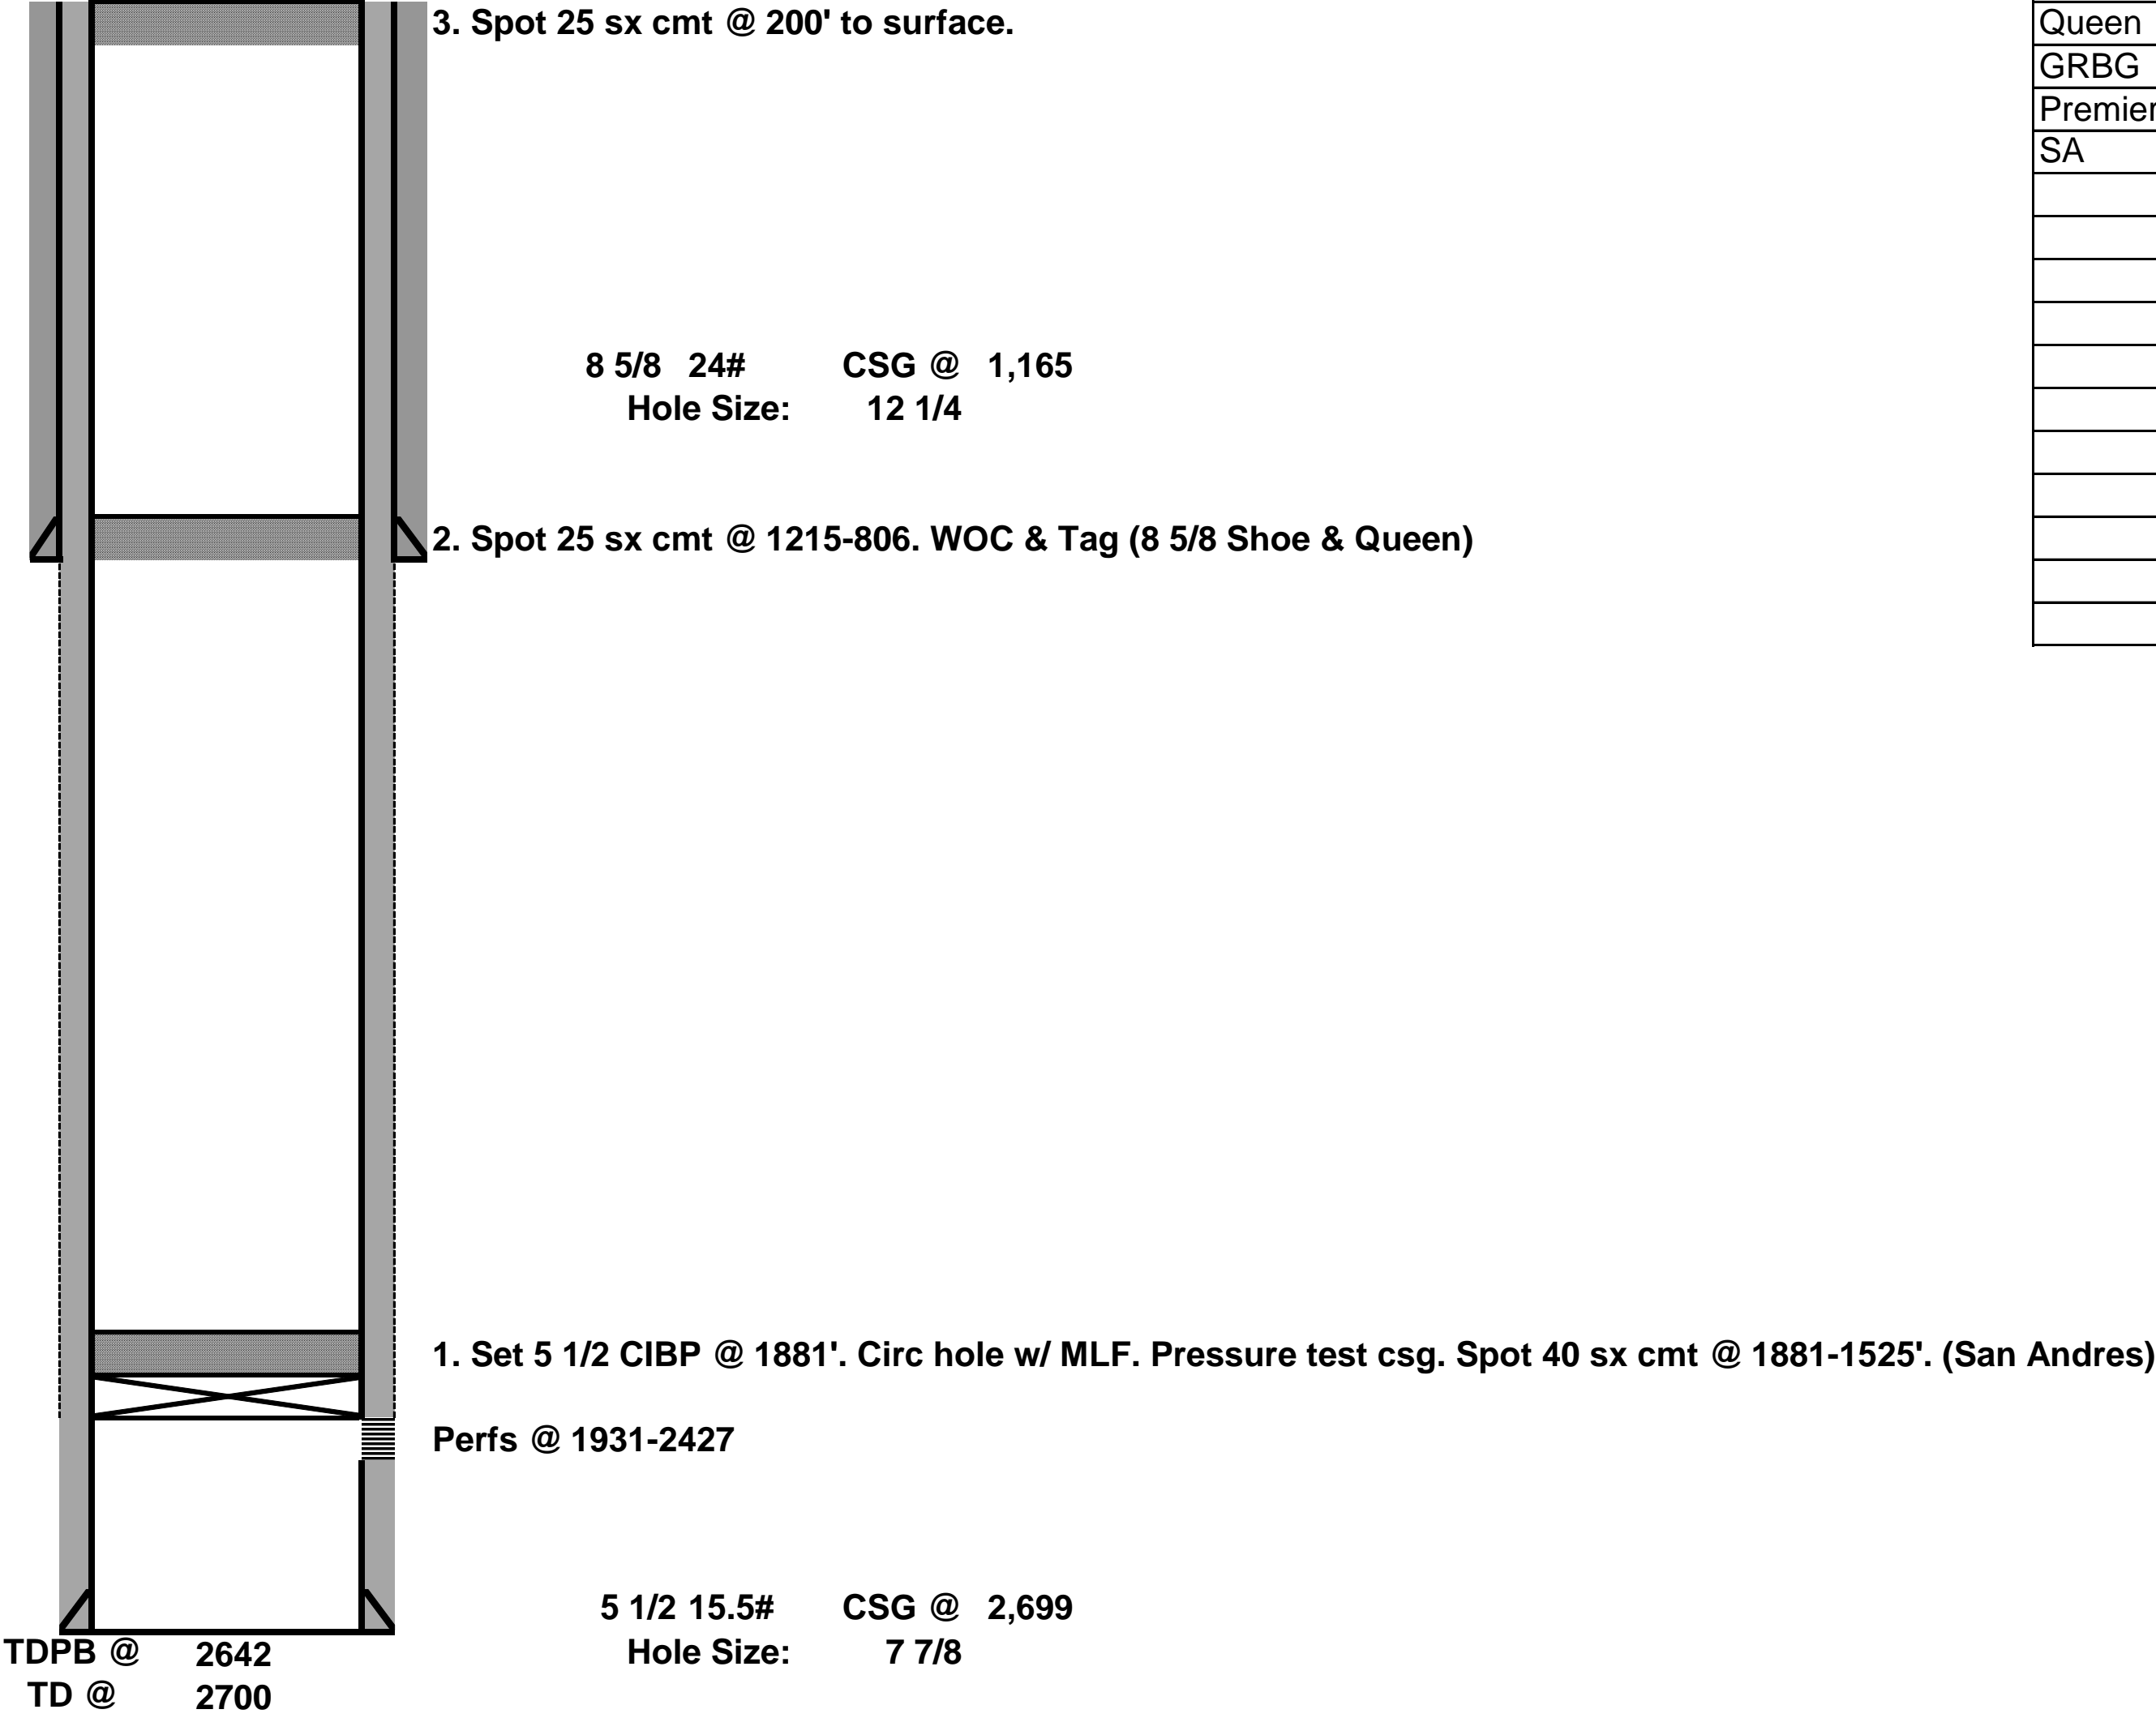 3. Spot 25 sx cmt @ 200' to surface.
Queen
GRBG
Premier
SA
8 5/8 24# CSG @ 1,165
Hole Size: 12 1/4
2. Spot 25 sx cmt @ 1215-806. WOC & Tag (8 5/8 Shoe & Queen)
1. Set 5 1/2 CIBP @ 1881'. Circ hole w/ MLF. Pressure test csg. Spot 40 sx cmt @ 1881-1525'. (San Andres)
Perfs @ 1931-2427
5 1/2 15.5# CSG @ 2,699
Hole Size: 7 7/8
TDPB @ 2642
TD @ 2700